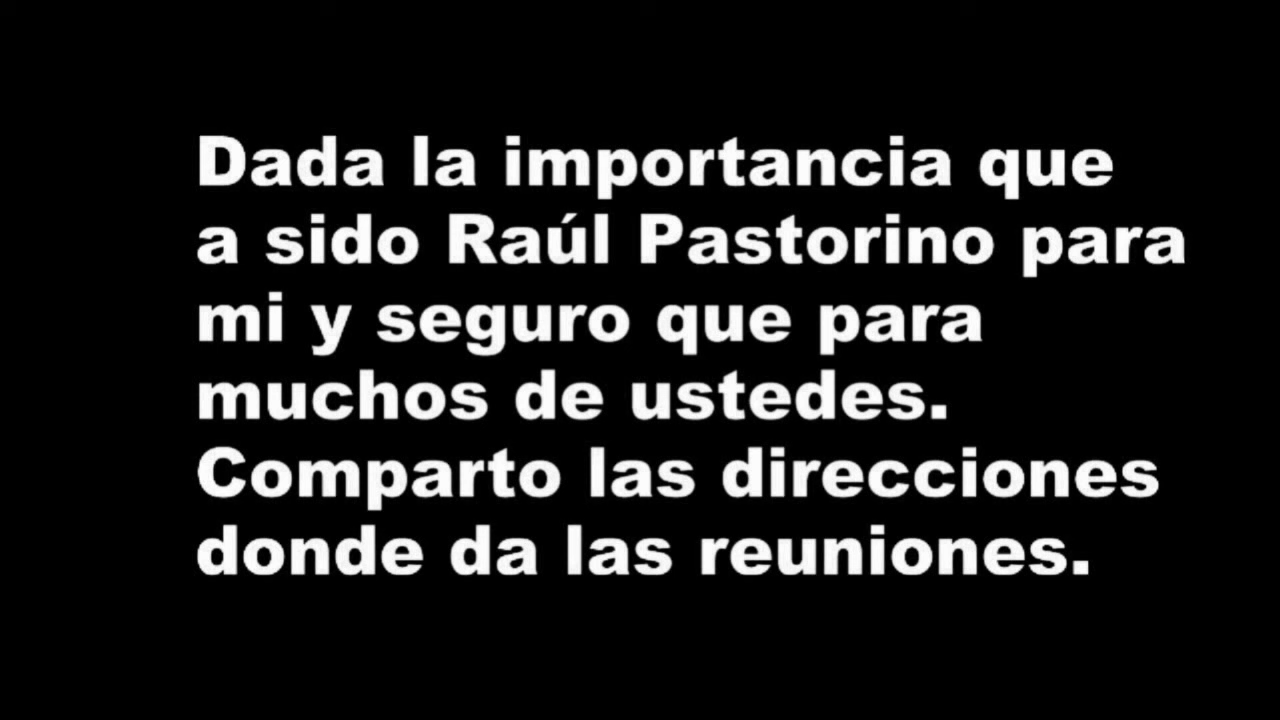 Dada la importancia que
a sido Raúl Pastorino para
mi y seguro que para
muchos de ustedes.
Comparto las direcciones
donde da las reuniones.